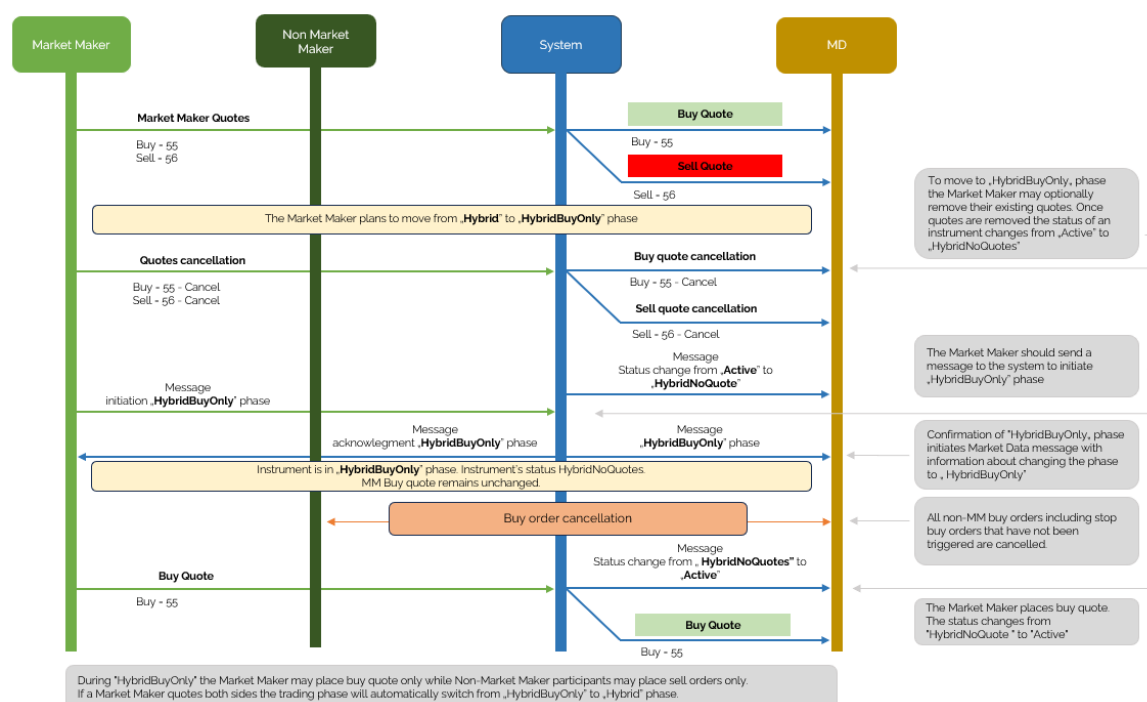 Market Maker
Non Market
Maker
System
MD
Market Maker Quotes
Buy = 55
Sell = 56
Buy Quote
Buy = 55
Sell Quote
Sell = 56
To move to „HybridBuyOnly„ phase
the Market Maker may optionally
remove their existing quotes. Once
quotes are removed the status of an
instrument changes from „Active” to
„HybridNoQuotes”
The Market Maker plans to move from „Hybrid” to „HybridBuyOnly” phase
Quotes cancellation
Buy = 55 - Cancel
Sell = 56 - Cancel
Buy quote cancellation
Buy = 55 - Cancel
Sell quote cancellation
Sell = 56 - Cancel
Message
Status change from „Active” to
„HybridNoQuote”
The Market Maker should send a
message to the system to initiate
„HybridBuyOnly” phase
Message
initiation „HybridBuyOnly” phase
Message
acknowlegment „HybridBuyOnly” phase
Message
„HybridBuyOnly” phase
Confirmation of "HybridBuyOnly„ phase
initiates Market Data message with
information about changing the phase
to „ HybridBuyOnly”
Instrument is in „HybridBuyOnly” phase. Instrument's status HybridNoQuotes.
MM Buy quote remains unchanged.
Buy order cancellation
All non-MM buy orders including stop
buy orders that have not been
triggered are cancelled.
Message
Status change from „ HybridNoQuotes” to
„Active”
Buy Quote
Buy = 55
Buy Quote
Buy = 55
The Market Maker places buy quote.
The status changes from
"HybridNoQuote " to "Active"
During "HybridBuyOnly" the Market Maker may place buy quote only while Non-Market Maker participants may place sell orders only.
If a Market Maker quotes both sides the trading phase will automatically switch from „HybridBuyOnly” to „Hybrid” phase.